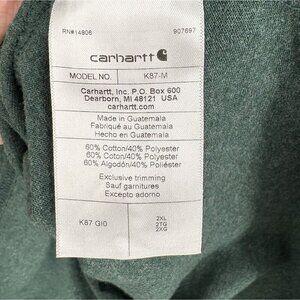 RN#14806 907697
carhartt
MODEL NO. K87-M
Carhartt, Inc. P.O. Box 600
Dearborn, MI 48121 USA
carhartt.com
Made in Guatemala
Fabriqué au Guatemala
Hecho en Guatemala
60% Cotton/40% Polyester
60% Coton/40% Polyester
60% Algodón/40% Poliéster
Exclusive trimming
Sauf garnitures
Excepto adorno
K87 GI0
2XL
2TG
2XG